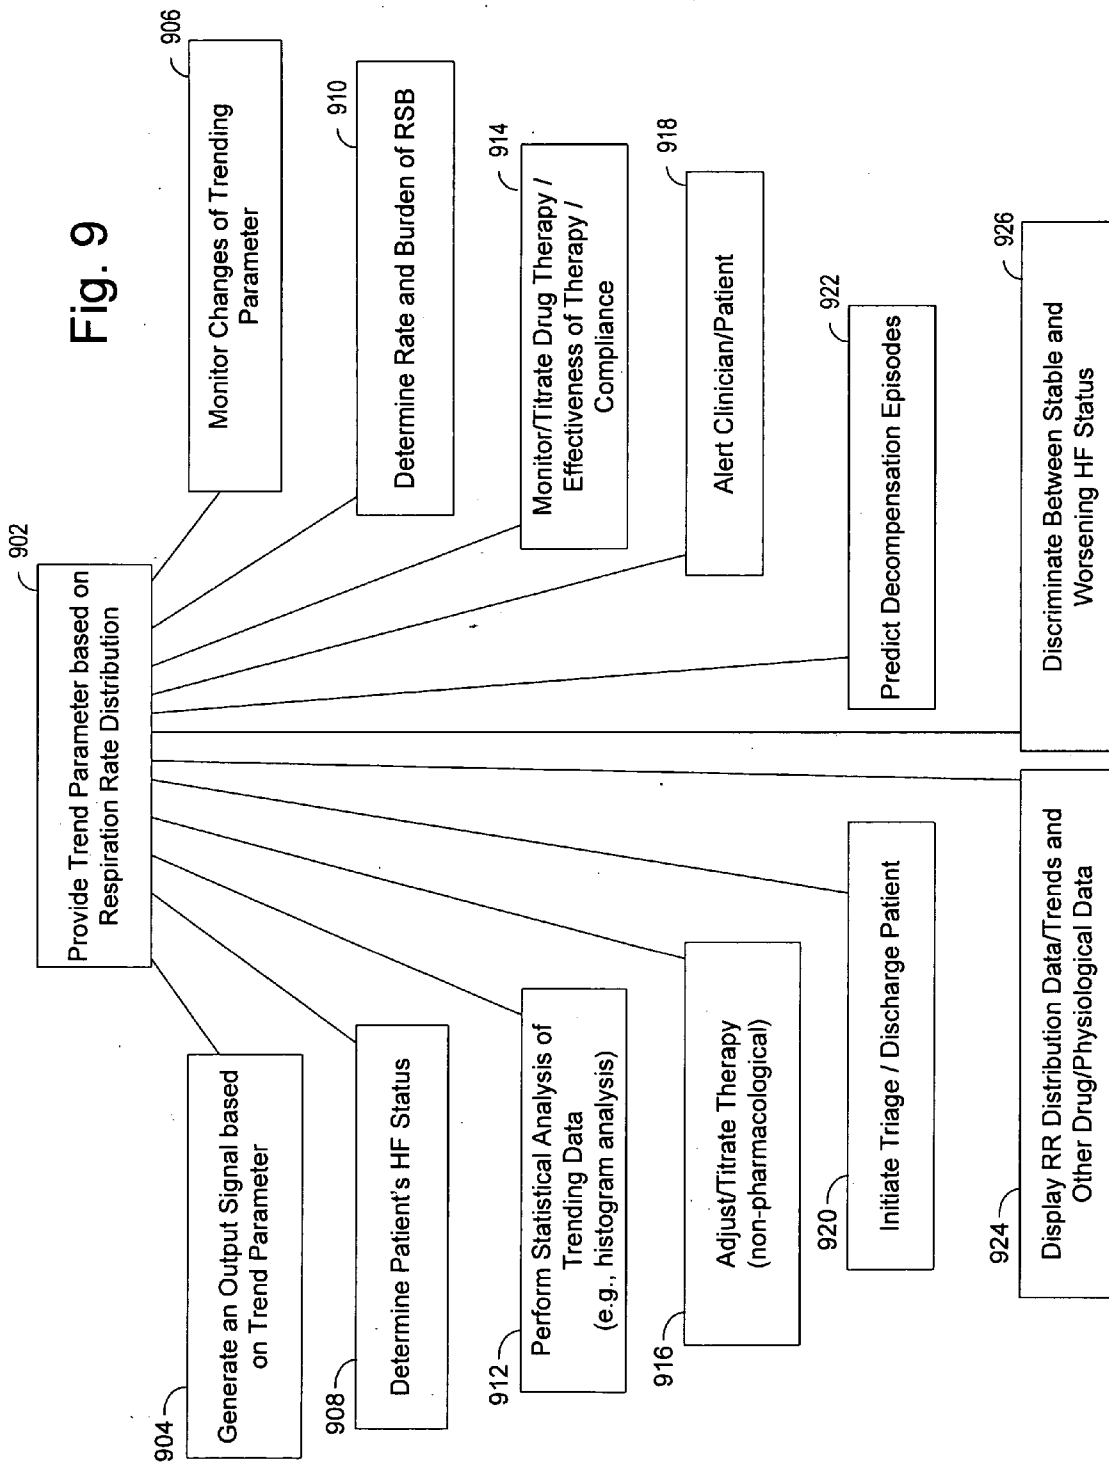 Fig. 9
902
Provide Trend Parameter based on
Respiration Rate Distribution
904
Generate an Output Signal based
on Trend Parameter
906
Monitor Changes of Trending
Parameter
908
Determine Patient's HF Status
910
Determine Rate and Burden of RSB
912
Perform Statistical Analysis of
Trending Data
(e.g., histogram analysis)
914
Monitor/Titrate Drug Therapy /
Effectiveness of Therapy /
Compliance
916
Adjust/Titrate Therapy
(non-pharmacological)
918
Alert Clinician/Patient
920
Initiate Triage / Discharge Patient
922
Predict Decompensation Episodes
924
Display RR Distribution Data/Trends and
Other Drug/Physiological Data
926
Discriminate Between Stable and
Worsening HF Status